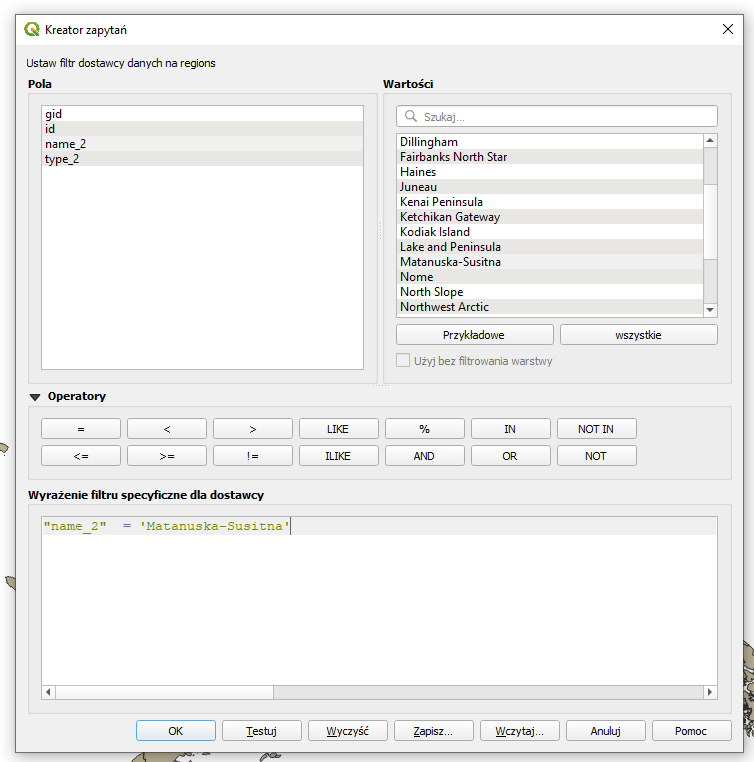 Kreator zapytań
Ustaw filtr dostawcy danych na regions
Pola
gid
id
name_2
type_2
Wartości
Szukaj...
Dillingham
Fairbanks North Star
Haines
Juneau
Kenai Peninsula
Ketchikan Gateway
Kodiak Island
Lake and Peninsula
Matanuska-Susitna
Nome
North Slope
Northwest Arctic
Przykładowe wszystkie
Użyj bez filtrowania warstwy
Operatory
= < > LIKE % IN NOT IN
<= >= != ILIKE AND OR NOT
Wyrażenie filtru specyficzne dla dostawcy
"name_2" = 'Matanuska-Susitna'
OK Testuj Wyczyść Zapisz... Wczytaj... Anuluj Pomoc